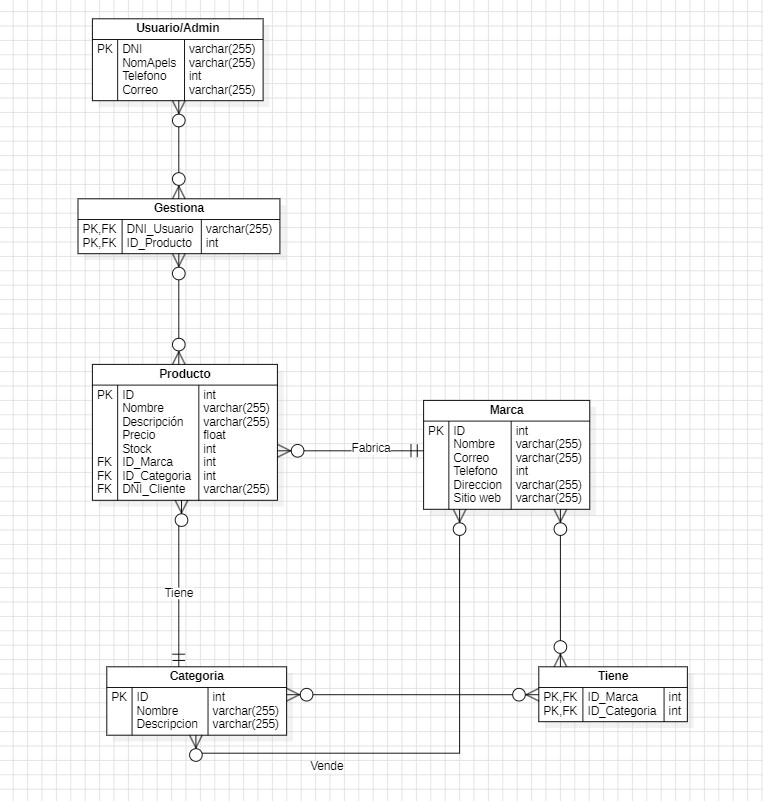 Usuario/Admin
PK DNI varchar(255)
NomApels varchar(255)
Telefono int
Correo varchar(255)
Gestiona
PK,FK DNI_Usuario varchar(255)
PK,FK ID_Producto int
Producto
PK ID int
Nombre varchar(255)
Descripción varchar(255)
Precio float
Stock int
FK ID_Marca int
FK ID_Categoria int
FK DNI_Cliente varchar(255)
Fabrica
Marca
PK ID int
Nombre varchar(255)
Correo varchar(255)
Telefono int
Direccion varchar(255)
Sitio web varchar(255)
Tiene
Categoria
PK ID int
Nombre varchar(255)
Descripcion varchar(255)
Tiene
PK,FK ID_Marca int
PK,FK ID_Categoria int
Vende